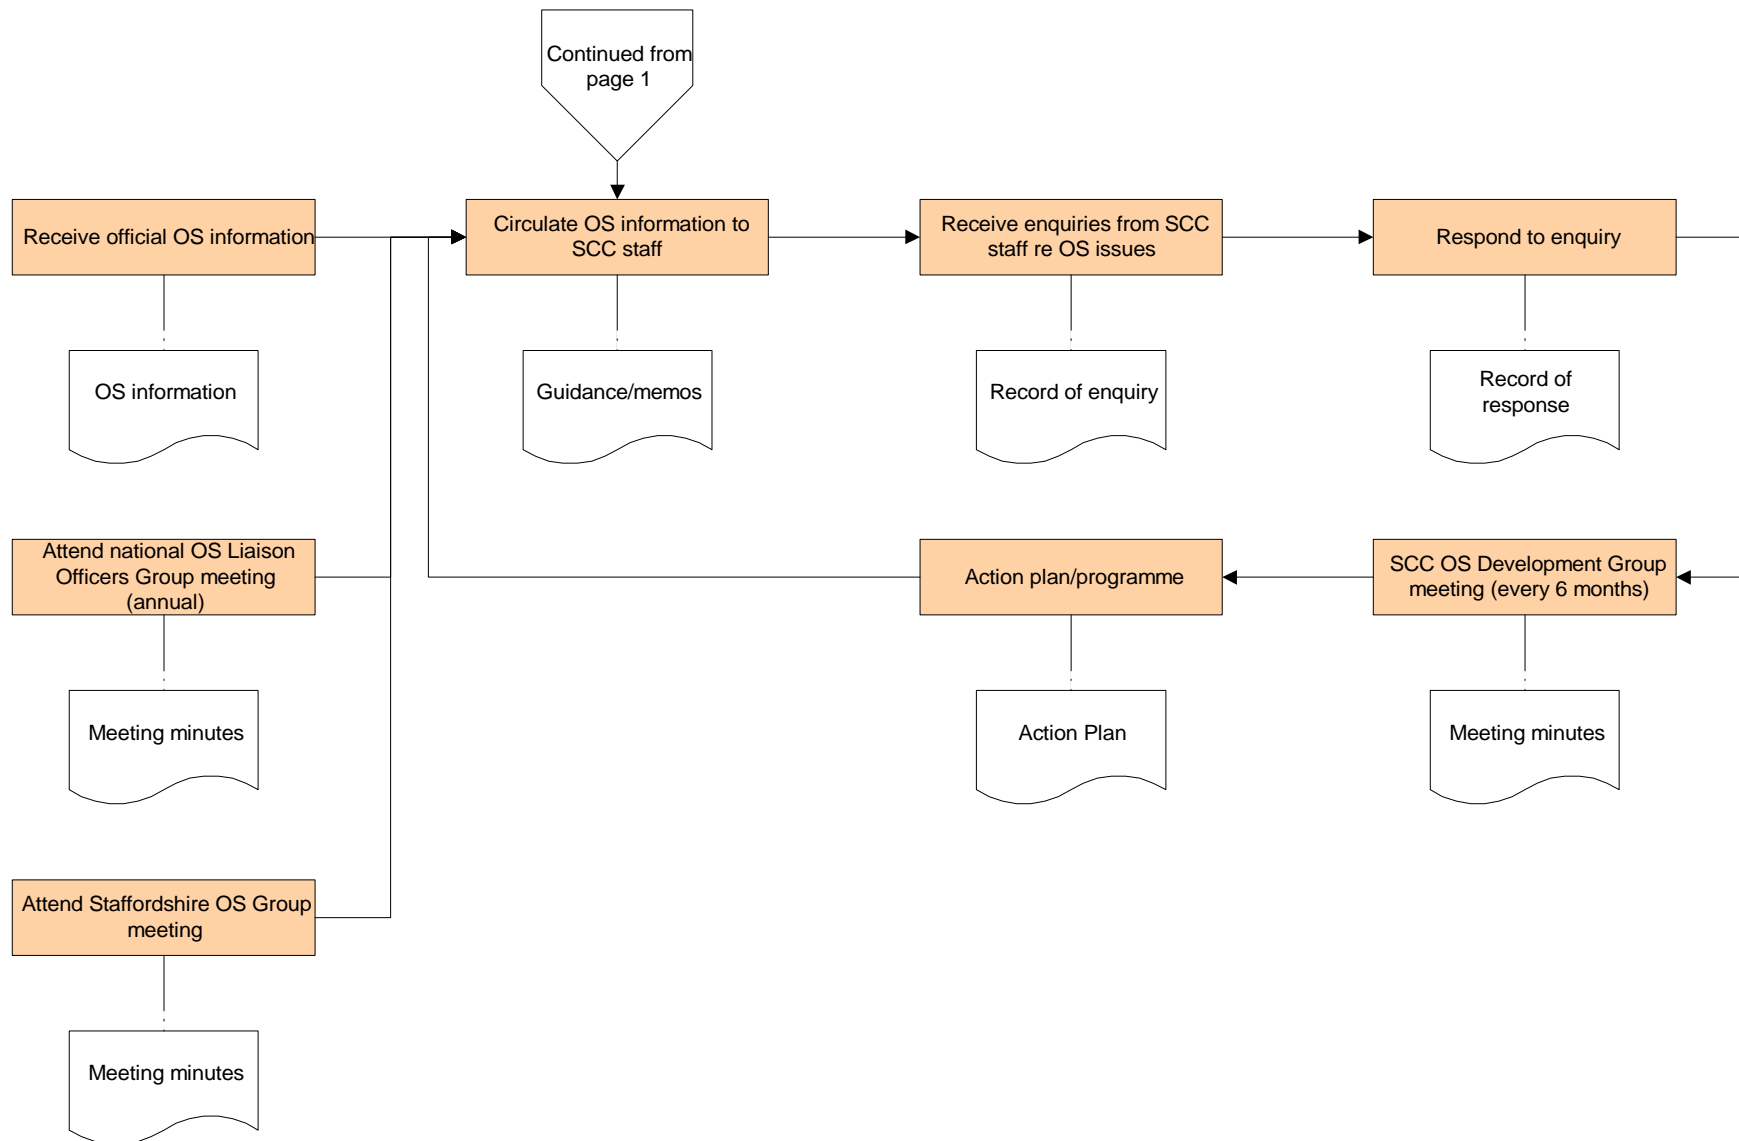 Continued from
page 1
Receive official OS information
Circulate OS information to
SCC staff
Receive enquiries from SCC
staff re OS issues
Respond to enquiry
OS information
Guidance/memos
Record of enquiry
Record of
response
Attend national OS Liaison
Officers Group meeting
(annual)
Action plan/programme
SCC OS Development Group
meeting (every 6 months)
Meeting minutes
Action Plan
Meeting minutes
Attend Staffordshire OS Group
meeting
Meeting minutes